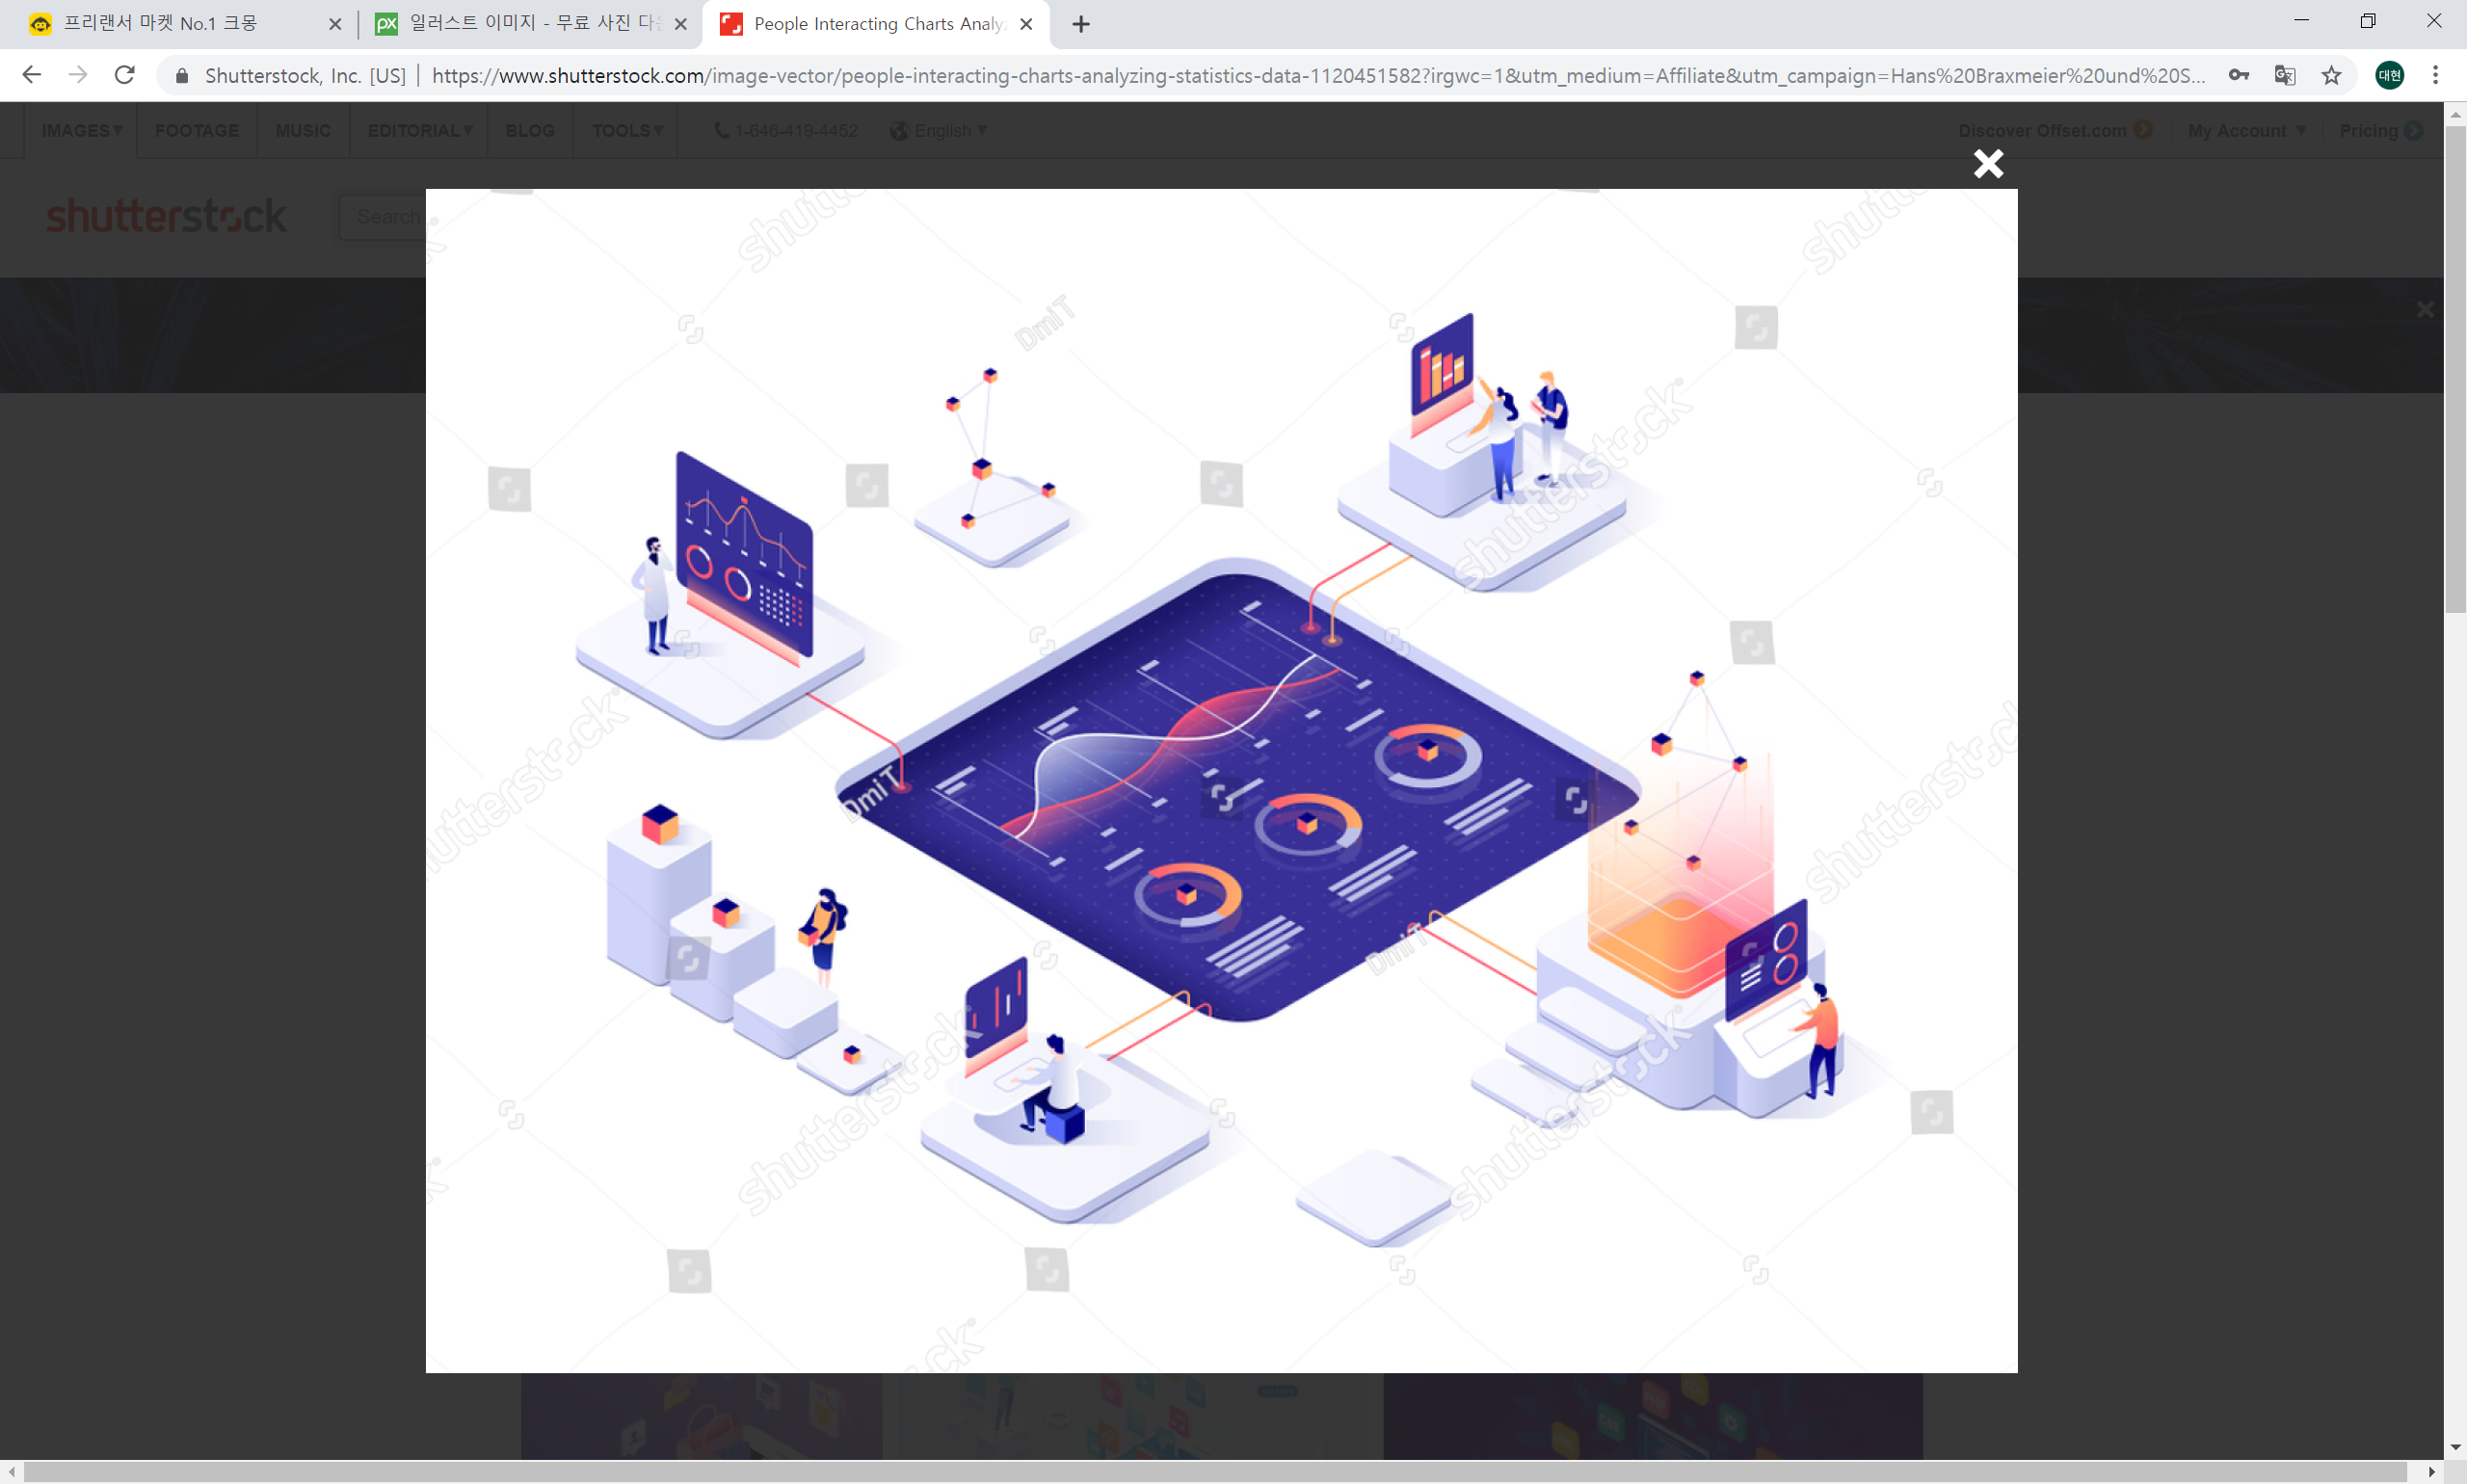 프리랜서 마켓 No.1 크몽
일러스트 이미지 - 무료 사진 다운
People Interacting Charts Analyz
Shutterstock, Inc. [US]
https://www.shutterstock.com/image-vector/people-interacting-charts-analyzing-statistics-data-1120451582?irgwc=1&utm_medium=Affiliate&utm_campaign=Hans%20Braxmeier%20und%20S...
대현
IMAGES FOOTAGE MUSIC EDITORIAL BLOG TOOLS 1-646-419-4452 English Discover Offset.com My Account Pricing
shutterstock Search
DmIT
shutterstock
shutterstock
shutterstock
DmiT
shutterstock
DmiT
shutterstock
shutterstock